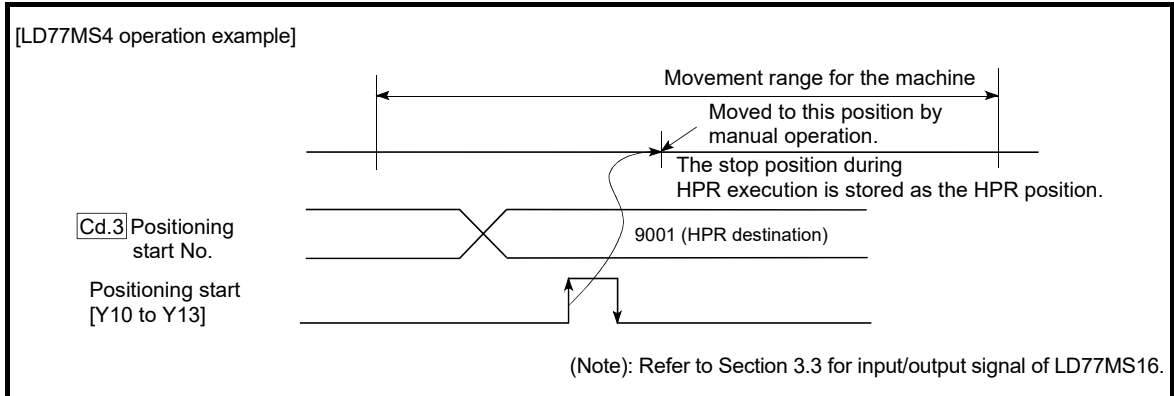 [LD77MS4 operation example]
Movement range for the machine
Moved to this position by
manual operation.
The stop position during
HPR execution is stored as the HPR position.
Cd.3 Positioning
start No.
9001 (HPR destination)
Positioning start
[Y10 to Y13]
(Note): Refer to Section 3.3 for input/output signal of LD77MS16.